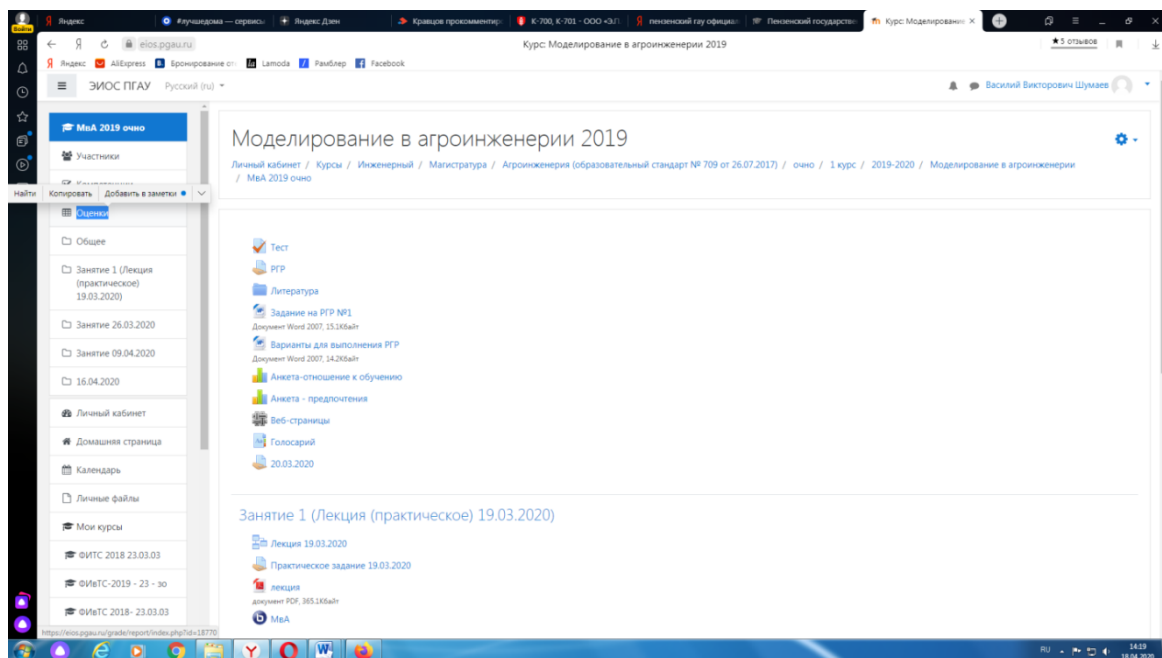 Яндекс
#лучшедома — сервисы
Яндекс Дзен
Кравцов прокомментиро
К-700, К-701 - ООО «З.Г.
пензенский гау официал
Пензенский государстве
Курс: Моделирование
Войти
eios.pgau.ru
Курс: Моделирование в агроинженерии 2019
★ 5 отзывов
Яндекс
AliExpress
Бронирование от
Lamoda
Рамблер
Facebook
ЭИОС ПГАУ
Русский (ru)
Василий Викторович Шумаев
МвА 2019 очно
Участники
Найти
Копировать
Добавить в заметки
Оценки
Общее
Занятие 1 (Лекция
(практическое)
19.03.2020)
Занятие 26.03.2020
Занятие 09.04.2020
16.04.2020
Личный кабинет
Домашняя страница
Календарь
Личные файлы
Мои курсы
ФИТС 2018 23.03.03
ФИвТС-2019 - 23 - зо
ФИвТС 2018- 23.03.03
https://eios.pgau.ru/grade/report/index.php?id=18770
Моделирование в агроинженерии 2019
Личный кабинет / Курсы / Инженерный / Магистратура / Агроинженерия (образовательный стандарт № 709 от 26.07.2017) / очно / 1 курс / 2019-2020 / Моделирование в агроинженерии
/ МвА 2019 очно
Тест
РГР
Литература
Задание на РГР №1
Документ Word 2007, 15.1Кбайт
Варианты для выполнения РГР
Документ Word 2007, 14.2Кбайт
Анкета-отношение к обучению
Анкета - предпочтения
Веб-страницы
Голосарий
20.03.2020
Занятие 1 (Лекция (практическое) 19.03.2020)
Лекция 19.03.2020
Практическое задание 19.03.2020
лекция
документ PDF, 365.1Кбайт
МвА
RU
14:19
18.04.2020